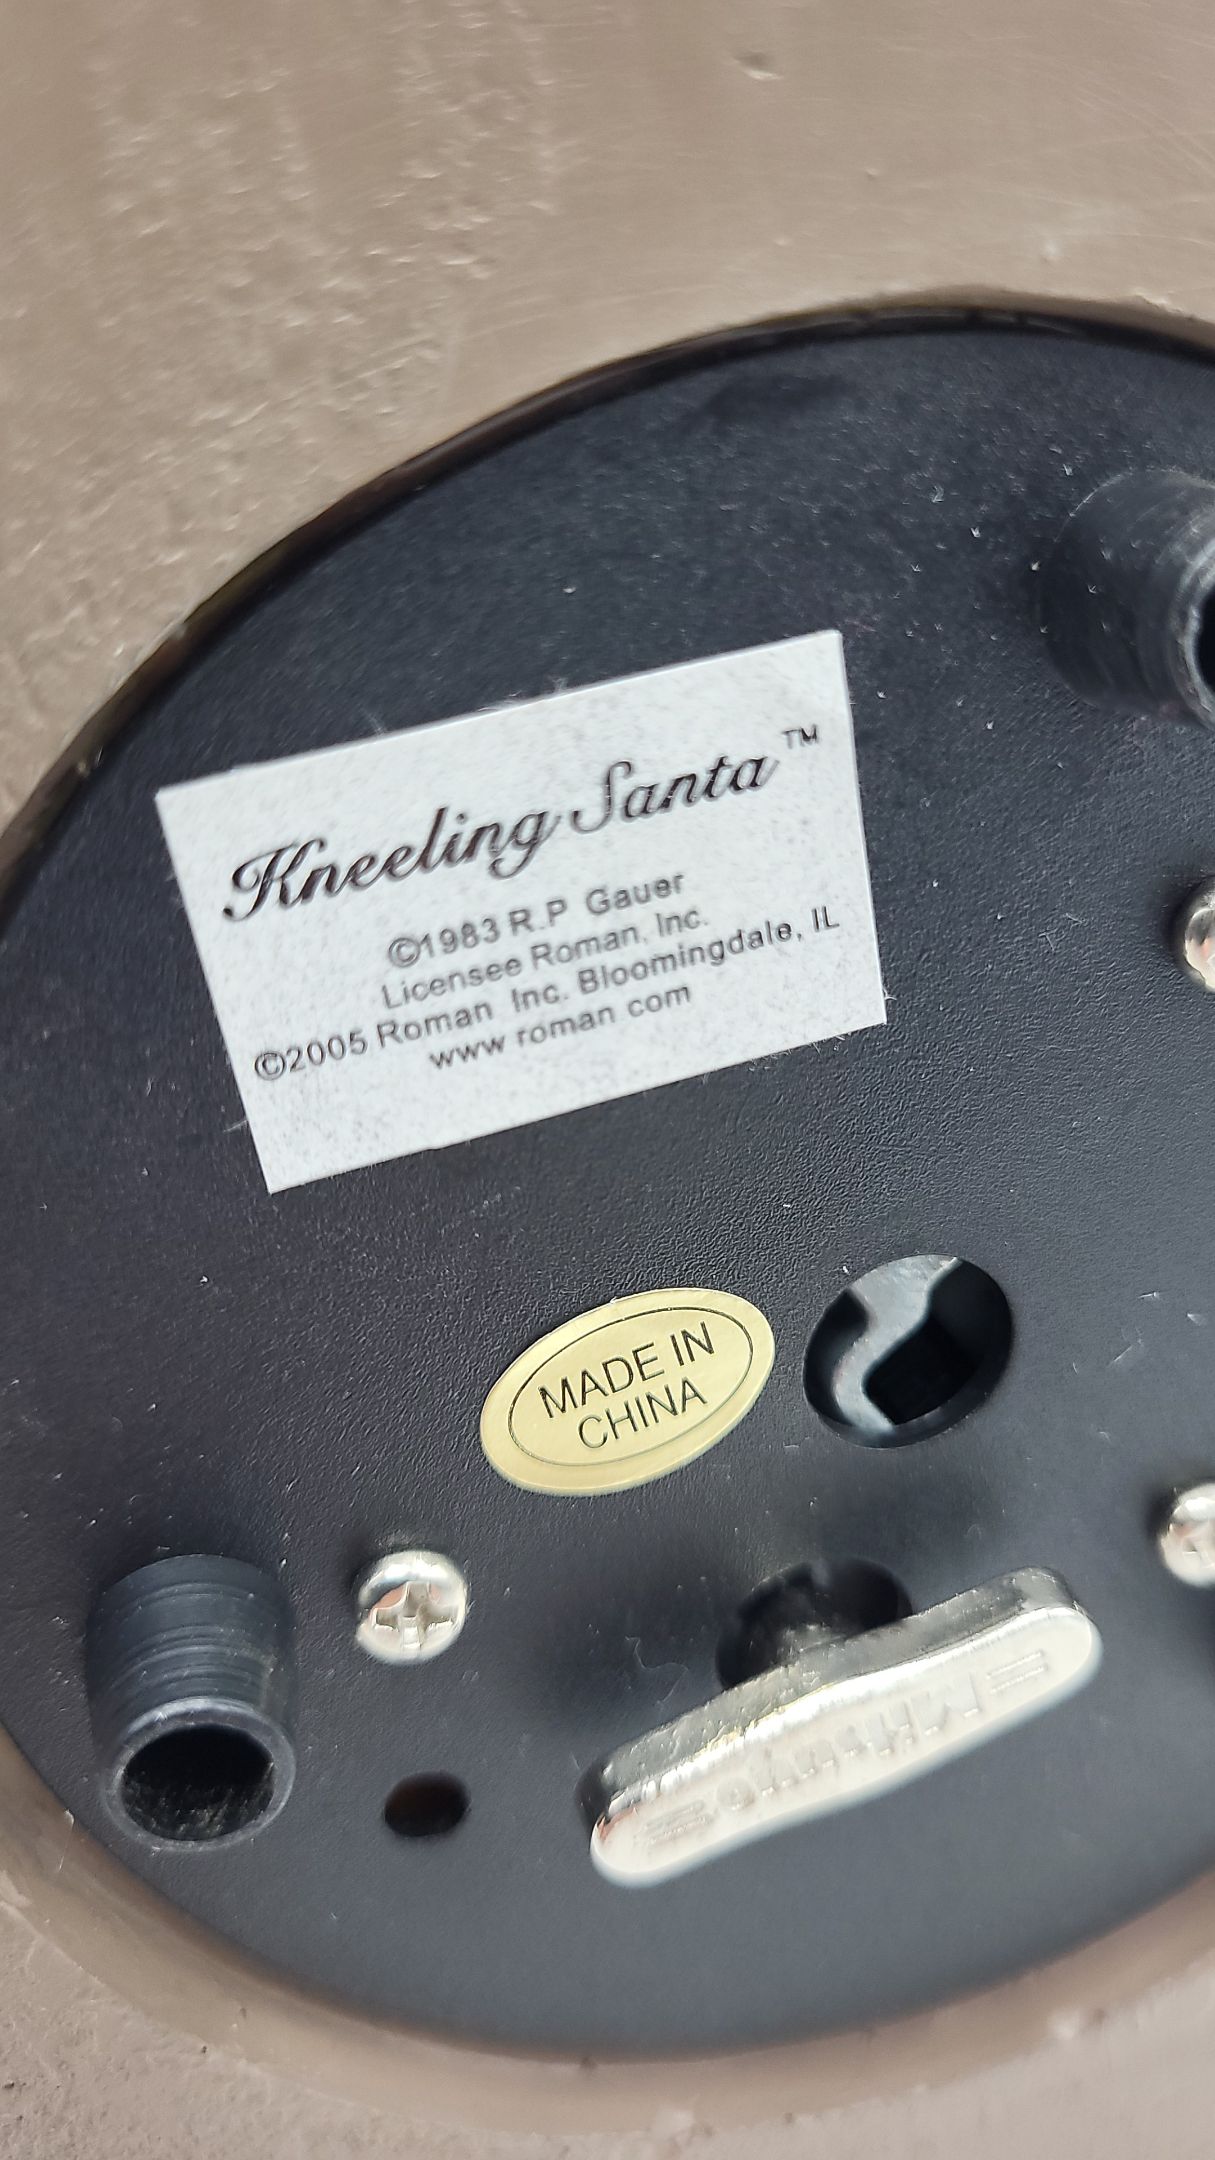 Kneeling Santa™
©1983 R.P Gauer
Licensee Roman, Inc.
©2005 Roman Inc. Bloomingdale, IL
www roman com
MADE IN
CHINA